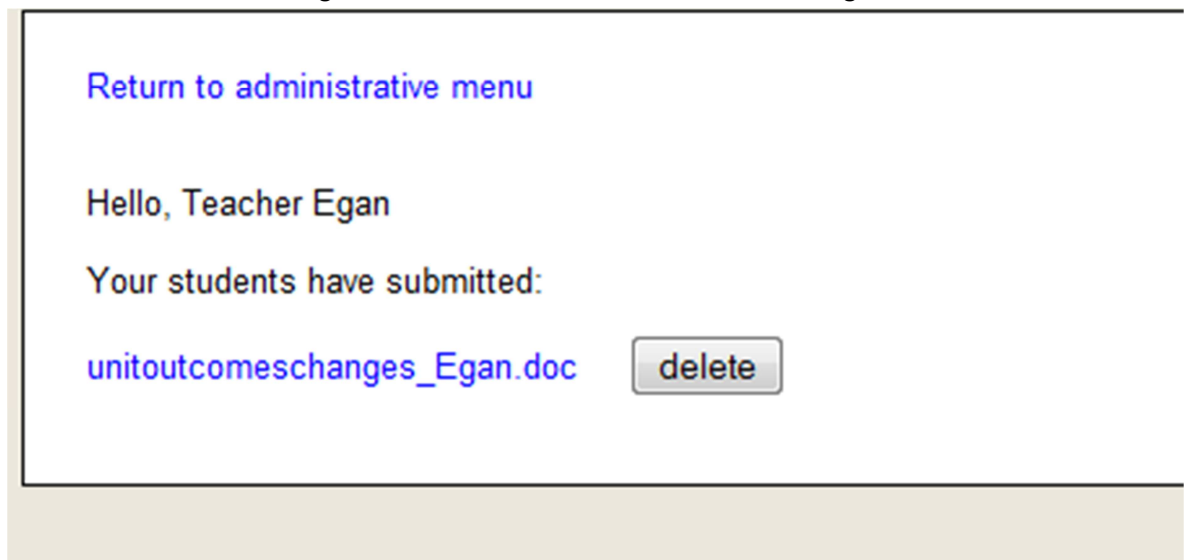 Return to administrative menu
Hello, Teacher Egan
Your students have submitted:
unitoutcomeschanges_Egan.doc delete